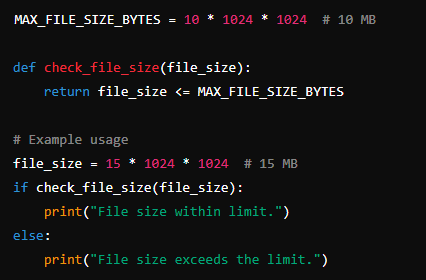 MAX_FILE_SIZE_BYTES = 10 * 1024 * 1024  # 10 MB

def check_file_size(file_size):
    return file_size <= MAX_FILE_SIZE_BYTES

# Example usage
file_size = 15 * 1024 * 1024  # 15 MB
if check_file_size(file_size):
    print("File size within limit.")
else:
    print("File size exceeds the limit.")